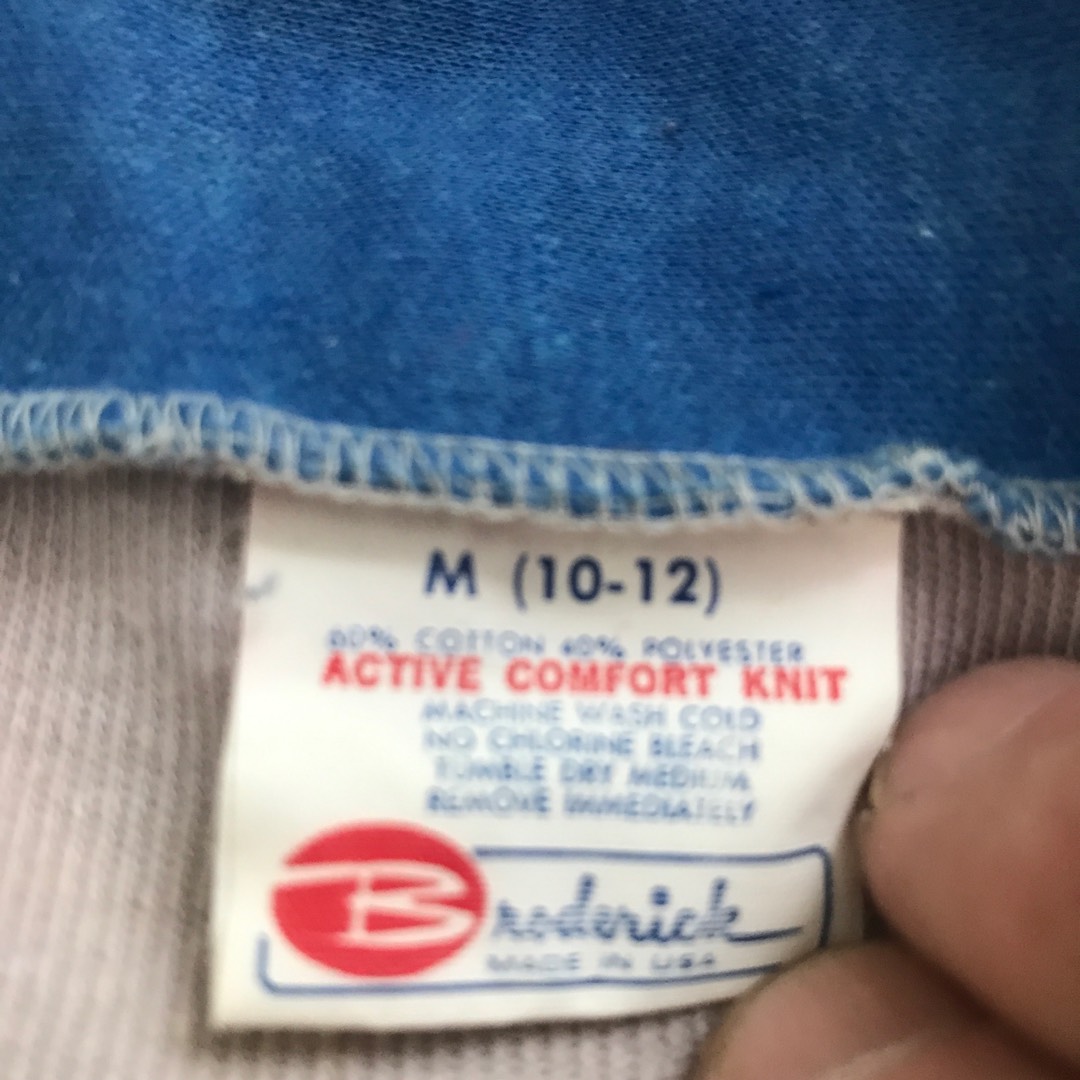 M (10-12)
60% COTTON 40% POLYESTER
ACTIVE COMFORT KNIT
MACHINE WASH COLD
NO CHLORINE BLEACH
TUMBLE DRY MEDIUM
REMOVE IMMEDIATELY
Broderick
MADE IN USA